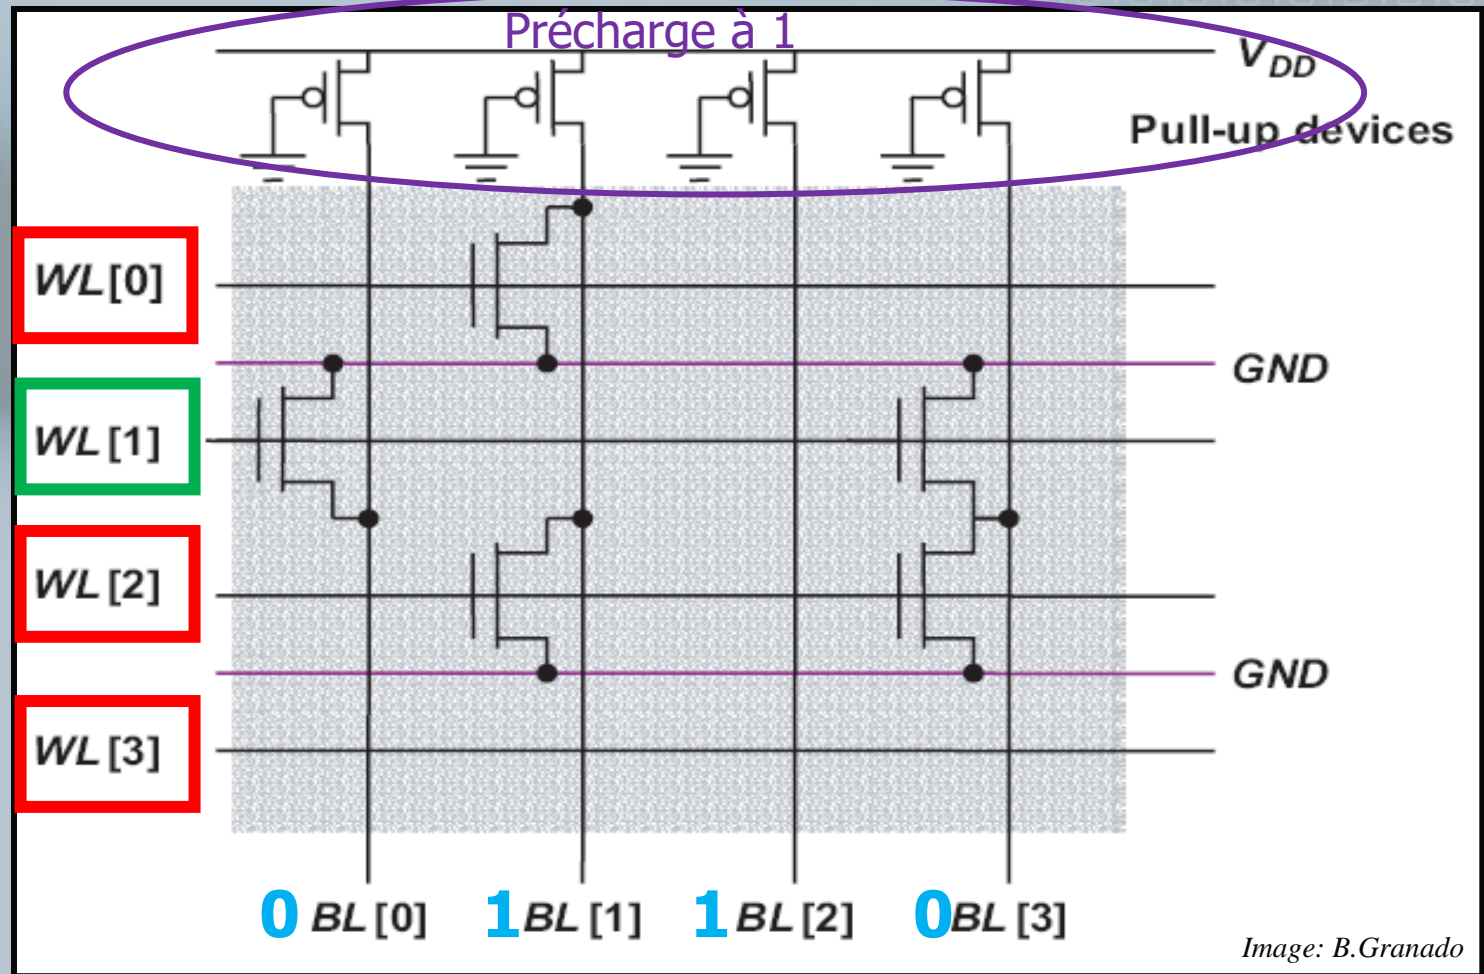 Précharge à 1
VDD
Pull-up devices
WL[0]
GND
WL[1]
WL[2]
GND
WL[3]
0 BL[0] 1 BL[1] 1 BL[2] 0 BL[3]
Image: B.Granado